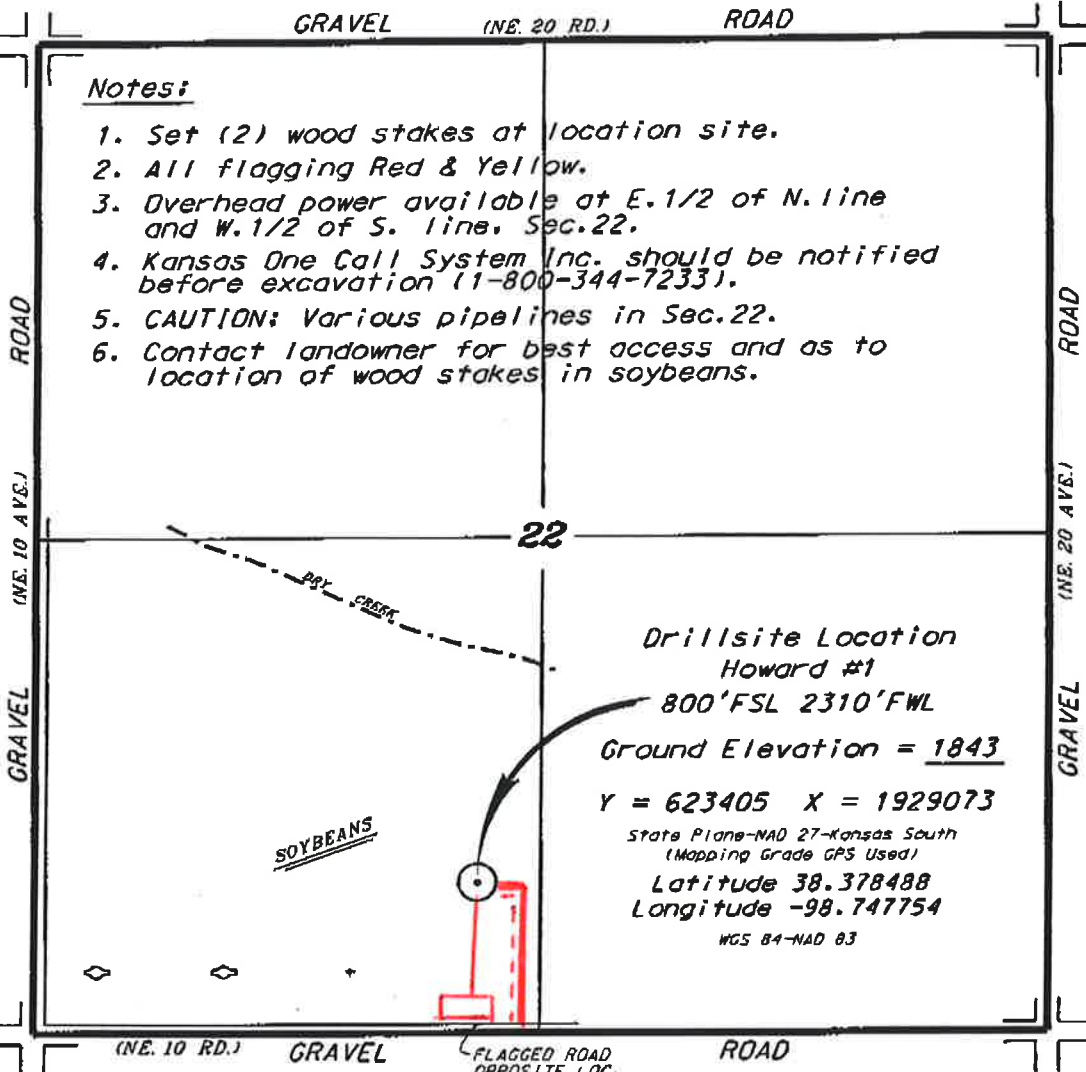 GRAVEL (NE. 20 RD.) ROAD
Notes:
1. Set (2) wood stakes at location site.
2. All flagging Red & Yellow.
3. Overhead power available at E.1/2 of N.line
and W.1/2 of S. line, Sec.22.
4. Kansas One Call System Inc. should be notified
before excavation (1-800-344-7233).
5. CAUTION: Various pipelines in Sec.22.
6. Contact landowner for best access and as to
location of wood stakes in soybeans.
GRAVEL (NE. 10 AVE.) ROAD
GRAVEL (NE. 20 AVE.) ROAD
22
DRY CREEK
Drillsite Location
Howard #1
800'FSL 2310'FWL
Ground Elevation = 1843
Y = 623405 X = 1929073
State Plane-NAD 27-Kansas South
(Mapping Grade GPS Used)
Latitude 38.378488
Longitude -98.747754
WGS 84-NAD 83
SOYBEANS
(NE. 10 RD.) GRAVEL ROAD
FLAGGED ROAD
OPPOSITE LOC.